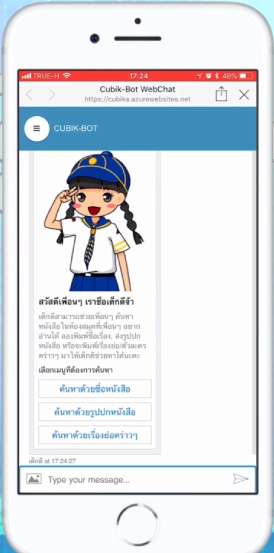 TRUE-H
17:24
48%
Cubik-Bot WebChat
https://cubika.azurewebsites.net
CUBIK-BOT
สวัสดีเพื่อนๆ เราชื่อเด็กดีจ้า
เด็กดีสามารถช่วยเพื่อนๆ ค้นหา
หนังสือในห้องสมุดที่เพื่อนๆ อยาก
อ่านได้ ลองพิมพ์ชื่อเรื่อง, ส่งรูปปก
หนังสือ หรือจะพิมพ์เรื่องย่อ/ตัวละคร
คร่าวๆ มาให้เด็กดีช่วยหาได้นะคะ
เลือกเมนูที่ต้องการค้นหา
ค้นหาด้วยชื่อหนังสือ
ค้นหาด้วยรูปปกหนังสือ
ค้นหาด้วยเรื่องย่อคร่าวๆ
เด็กดี at 17:24:27
Type your message...